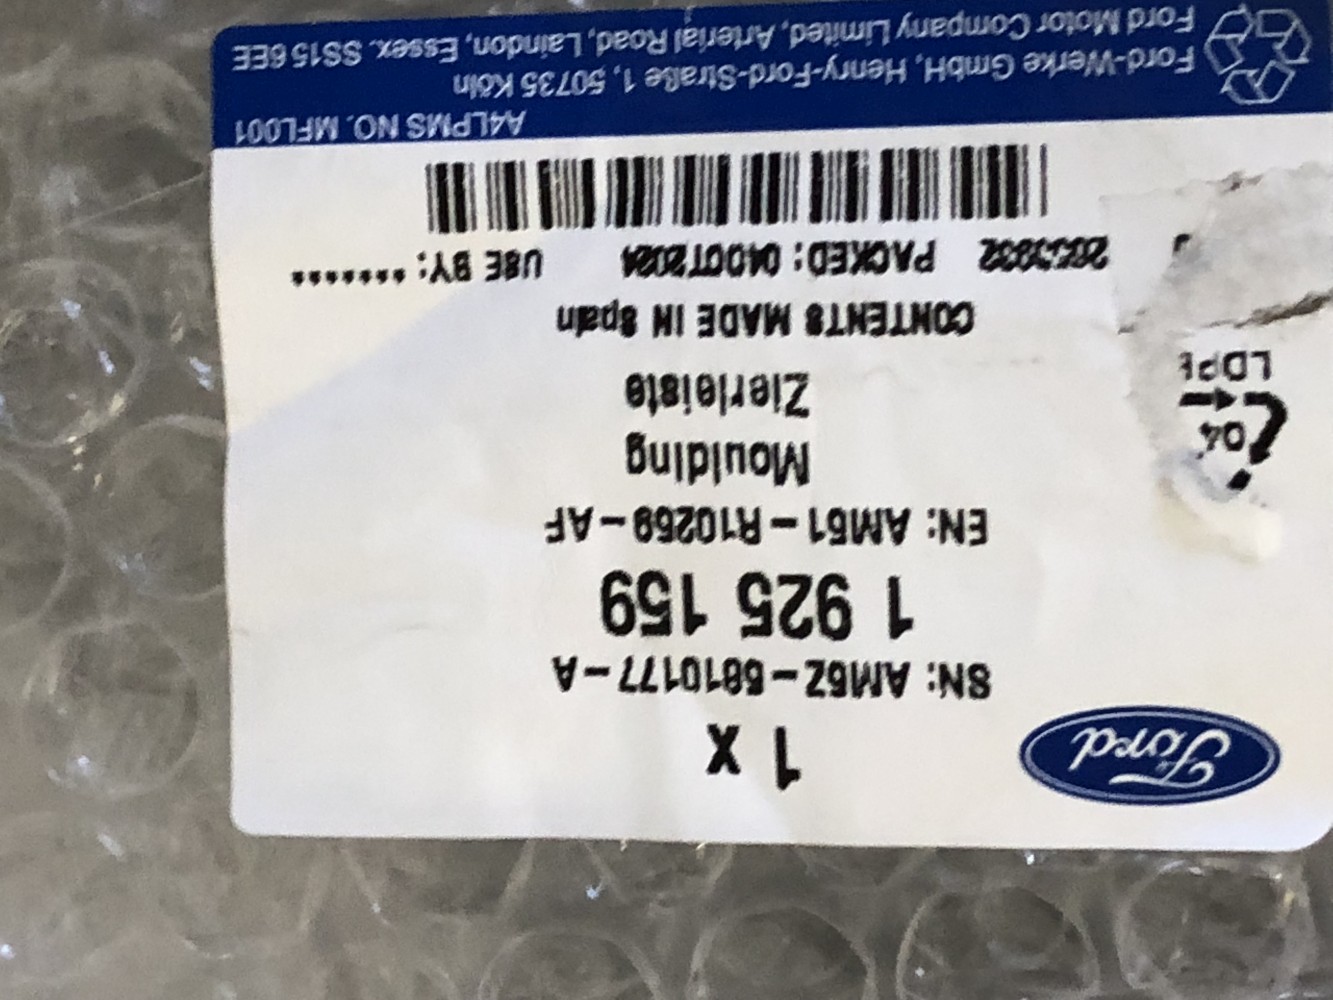 Ford
1 x
SN: AM5Z-5810177-A
1 925 159
EN: AM51-R10269-AF
Moulding
Zierleiste
04
LDPE
CONTENTS MADE IN Spain
PACKED: 04OCT2024 USE BY: *******
A4LPMS NO. MFL001
Ford-Werke GmbH, Henry-Ford-Straße 1, 50735 Köln
Ford Motor Company Limited, Arterial Road, Laindon, Essex. SS15 6EE